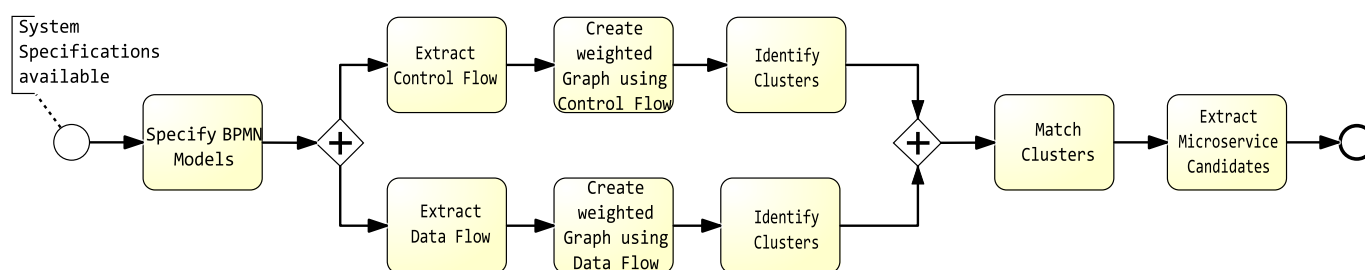 System
Specifications
available
Specify BPMN
Models
Extract
Control Flow
Create
weighted
Graph using
Control Flow
Identify
Clusters
Extract
Data Flow
Create
weighted
Graph using
Data Flow
Identify
Clusters
Match
Clusters
Extract
Microservice
Candidates